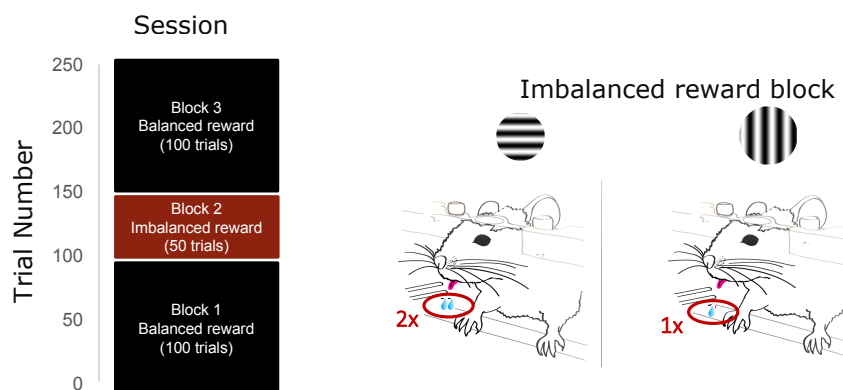 Session
Trial Number
250
200
150
100
50
0
Block 3
Balanced reward
(100 trials)
Block 2
Imbalanced reward
(50 trials)
Block 1
Balanced reward
(100 trials)
Imbalanced reward block
2x
1x